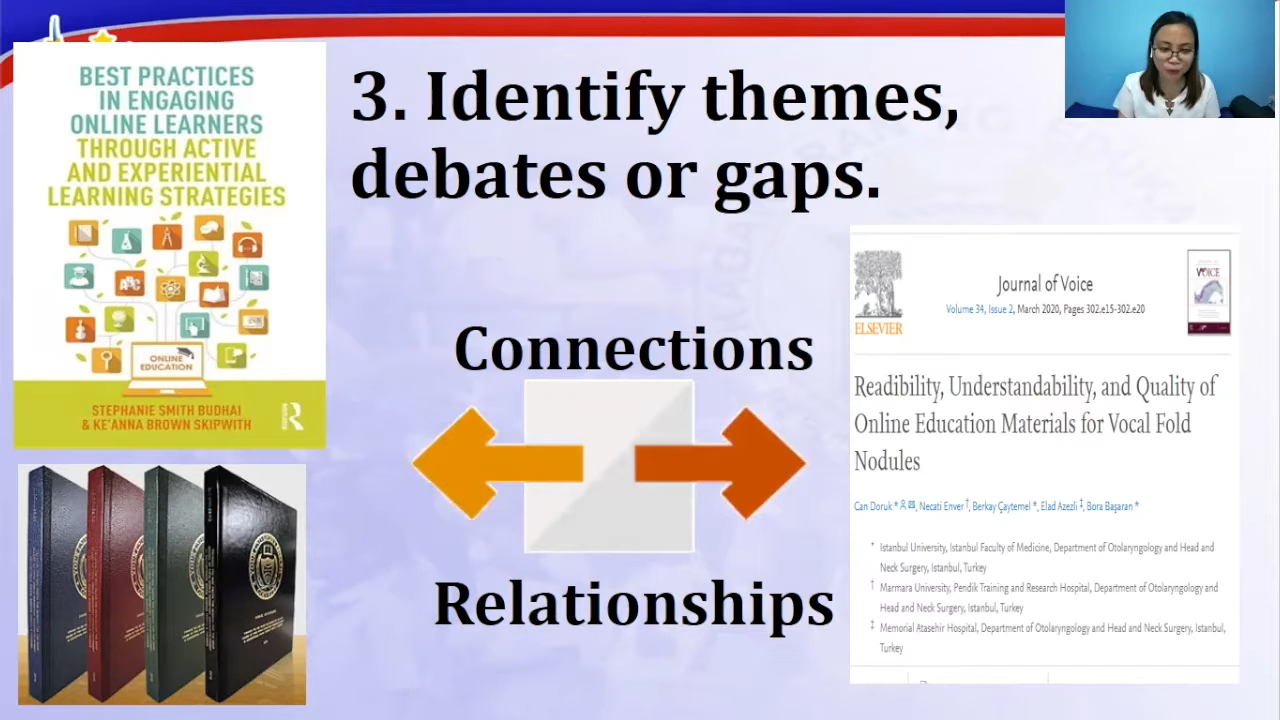 BEST PRACTICES
IN ENGAGING
ONLINE LEARNERS
THROUGH ACTIVE
AND EXPERIENTIAL
LEARNING STRATEGIES
ABC
ONLINE
EDUCATION
STEPHANIE SMITH BUDHAI
& KE'ANNA BROWN SKIPWITH
3. Identify themes,
debates or gaps.
Connections
Relationships
ELSEVIER
Journal of Voice
Volume 34, Issue 2, March 2020, Pages 302.e15-302.e20
VOICE
Readibility, Understandability, and Quality of
Online Education Materials for Vocal Fold
Nodules
Can Doruk *, Necati Enver †, Berkay Çaytemel *, Elad Azezli ‡, Bora Başaran *
* Istanbul University, Istanbul Faculty of Medicine, Department of Otolaryngology and Head and
Neck Surgery, Istanbul, Turkey
† Marmara University, Pendik Training and Research Hospital, Department of Otolaryngology and
Head and Neck Surgery, Istanbul, Turkey
‡ Memorial Atasehir Hospital, Department of Otolaryngology and Head and Neck Surgery, Istanbul,
Turkey